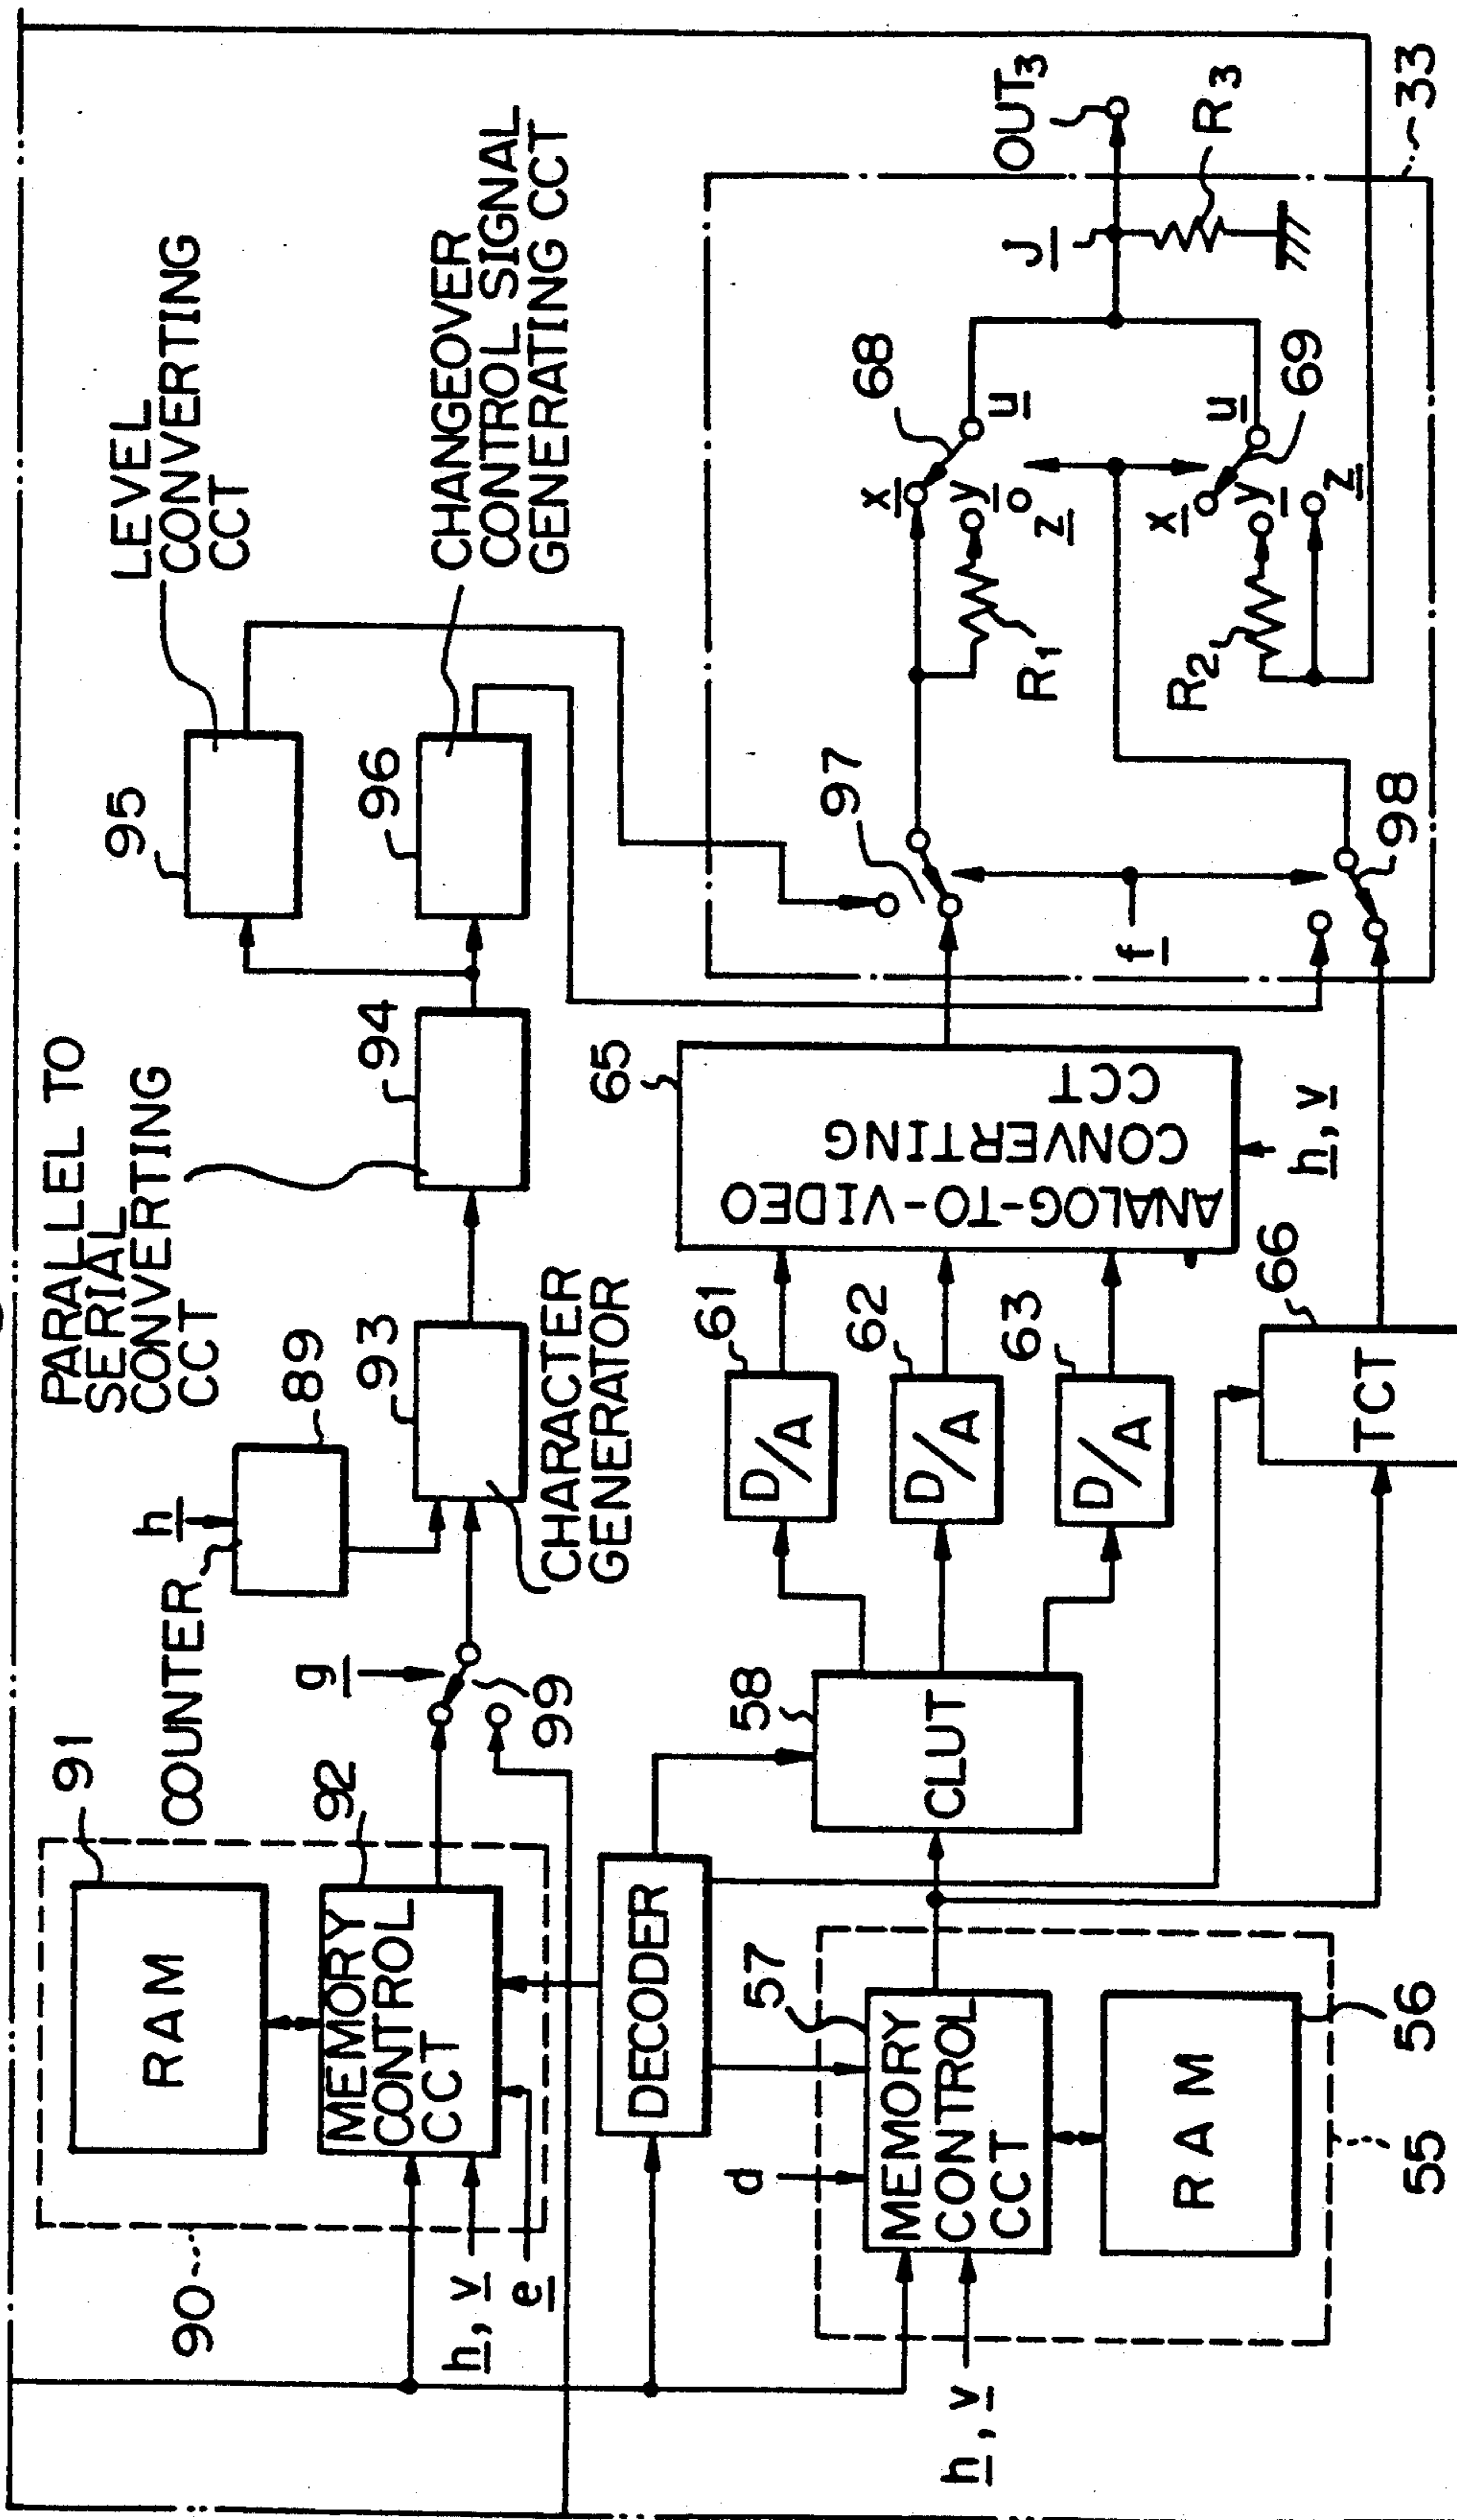 LEVEL
CONVERTING
CCT
CHANGEOVER
CONTROL SIGNAL
GENERATING CCT
PARALLEL TO
SERIAL
CONVERTING
CCT
95
96
94
h
COUNTER
89
93
CHARACTER
GENERATOR
g
99
91
RAM
92
MEMORY
CONTROL
CCT
90
h, v
e
DECODER
58
CLUT
61
D/A
62
D/A
63
D/A
65
ANALOG-TO-VIDEO
CONVERTING
CCT
h, v
66
TCT
57
d
MEMORY
CONTROL
CCT
h, v
RAM
56
55
97
f
98
68
x
y
z
u
R1
69
x
y
z
u
R2
J
OUT3
R3
33